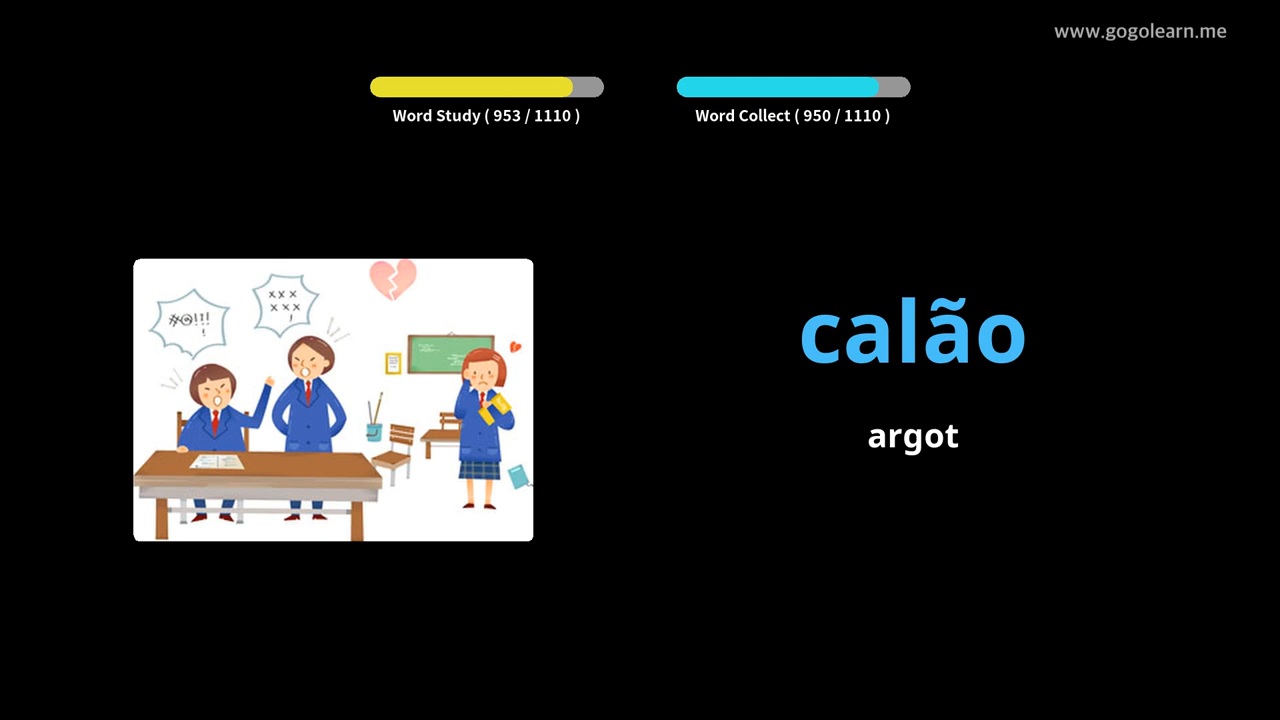 www.gogolearn.me
Word Study ( 953 / 1110 )
Word Collect ( 950 / 1110 )
#@!!!
!
x x x
x x x
!
calão
argot